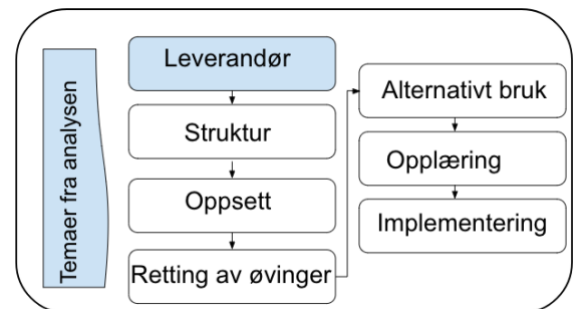 Temaer fra analysen
Leverandør
Struktur
Oppsett
Retting av øvinger
Alternativt bruk
Opplæring
Implementering